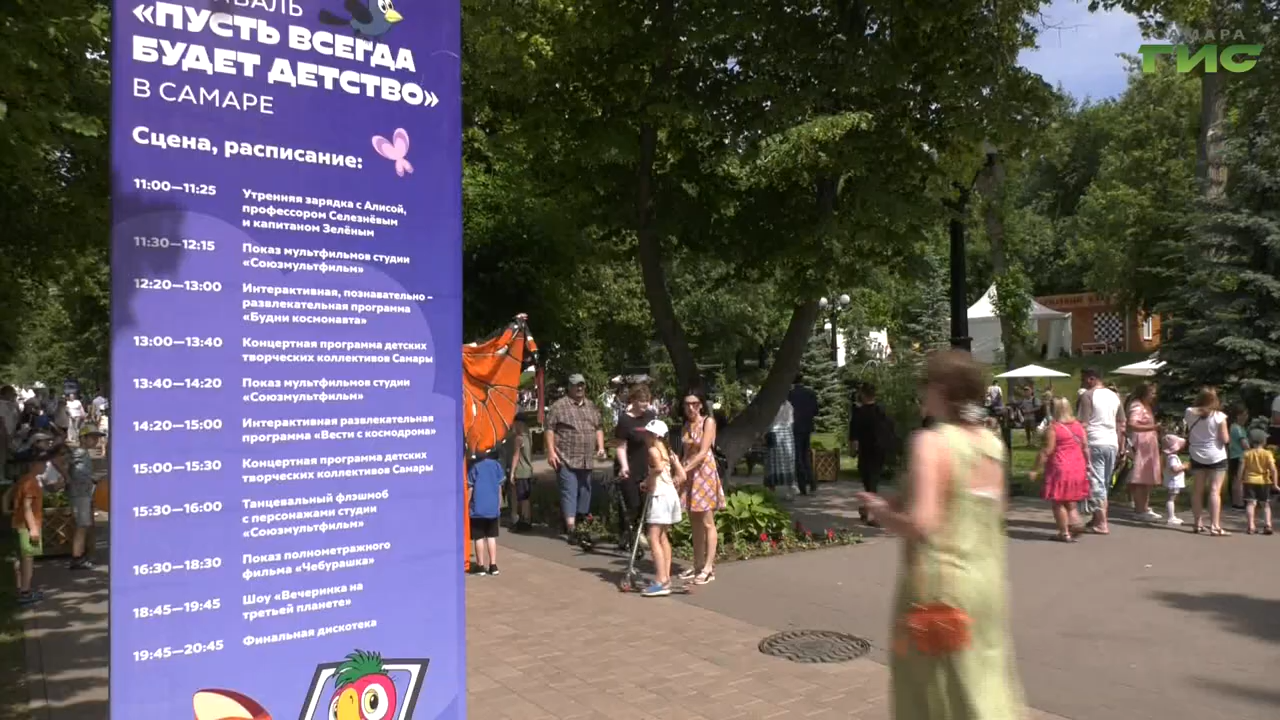 «ПУСТЬ ВСЕГДА
БУДЕТ ДЕТСТВО»
В САМАРЕ
Сцена, расписание:
11:00—11:25 Утренняя зарядка с Алисой,
профессором Селезнёвым
и капитаном Зелёным
11:30—12:15 Показ мультфильмов студии
«Союзмультфильм»
12:20—13:00 Интерактивная, познавательно –
развлекательная программа
«Будни космонавта»
13:00—13:40 Концертная программа детских
творческих коллективов Самары
13:40—14:20 Показ мультфильмов студии
«Союзмультфильм»
14:20—15:00 Интерактивная развлекательная
программа «Вести с космодрома»
15:00—15:30 Концертная программа детских
творческих коллективов Самары
15:30—16:00 Танцевальный флэшмоб
с персонажами студии
«Союзмультфильм»
16:30—18:30 Показ полнометражного
фильма «Чебурашка»
18:45—19:45 Шоу «Вечеринка на
третьей планете»
19:45—20:45 Финальная дискотека
САМАРА
ТИС